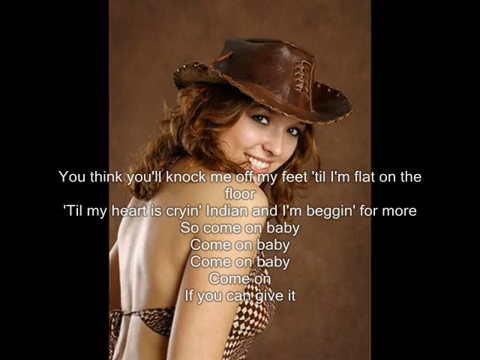 You think you'll knock me off my feet 'til I'm flat on the
floor
'Til my heart is cryin' Indian and I'm beggin' for more
So come on baby
Come on baby
Come on baby
Come on
If you can give it